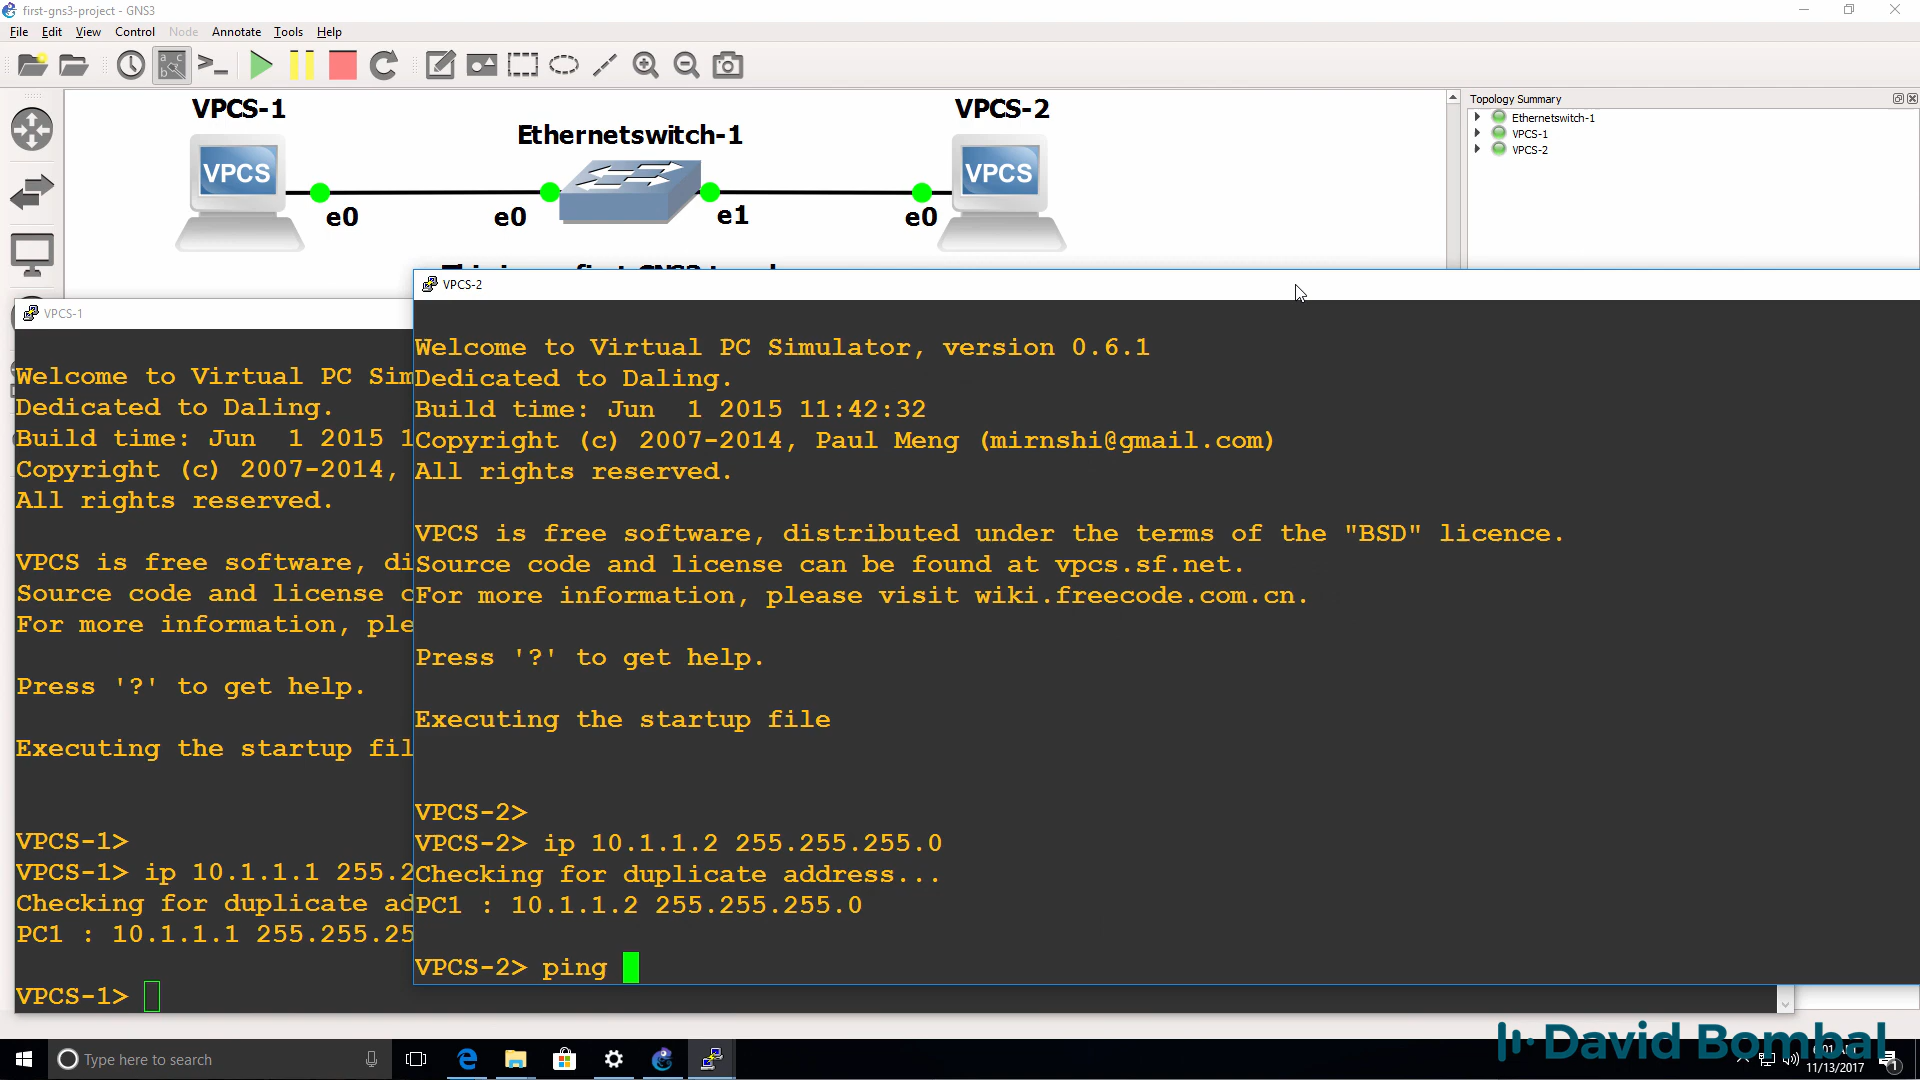 first-gns3-project - GNS3
File Edit View Control Node Annotate Tools Help
VPCS-1
VPCS-2
Ethernetswitch-1
VPCS
VPCS
e0
e0
e1
e0
Topology Summary
Ethernetswitch-1
VPCS-1
VPCS-2
VPCS-1
Welcome to Virtual PC Sim
Dedicated to Daling.
Build time: Jun  1 2015 1
Copyright (c) 2007-2014,
All rights reserved.
VPCS is free software, di
Source code and license c
For more information, ple
Press '?' to get help.
Executing the startup fil
VPCS-1>
VPCS-1> ip 10.1.1.1 255.2
Checking for duplicate ad
PC1 : 10.1.1.1 255.255.25
VPCS-1>
VPCS-2
Welcome to Virtual PC Simulator, version 0.6.1
Dedicated to Daling.
Build time: Jun  1 2015 11:42:32
Copyright (c) 2007-2014, Paul Meng (mirnshi@gmail.com)
All rights reserved.
VPCS is free software, distributed under the terms of the "BSD" licence.
Source code and license can be found at vpcs.sf.net.
For more information, please visit wiki.freecode.com.cn.
Press '?' to get help.
Executing the startup file
VPCS-2>
VPCS-2> ip 10.1.1.2 255.255.255.0
Checking for duplicate address...
PC1 : 10.1.1.2 255.255.255.0
VPCS-2> ping
Type here to search
David Bombal
11/13/2017
1